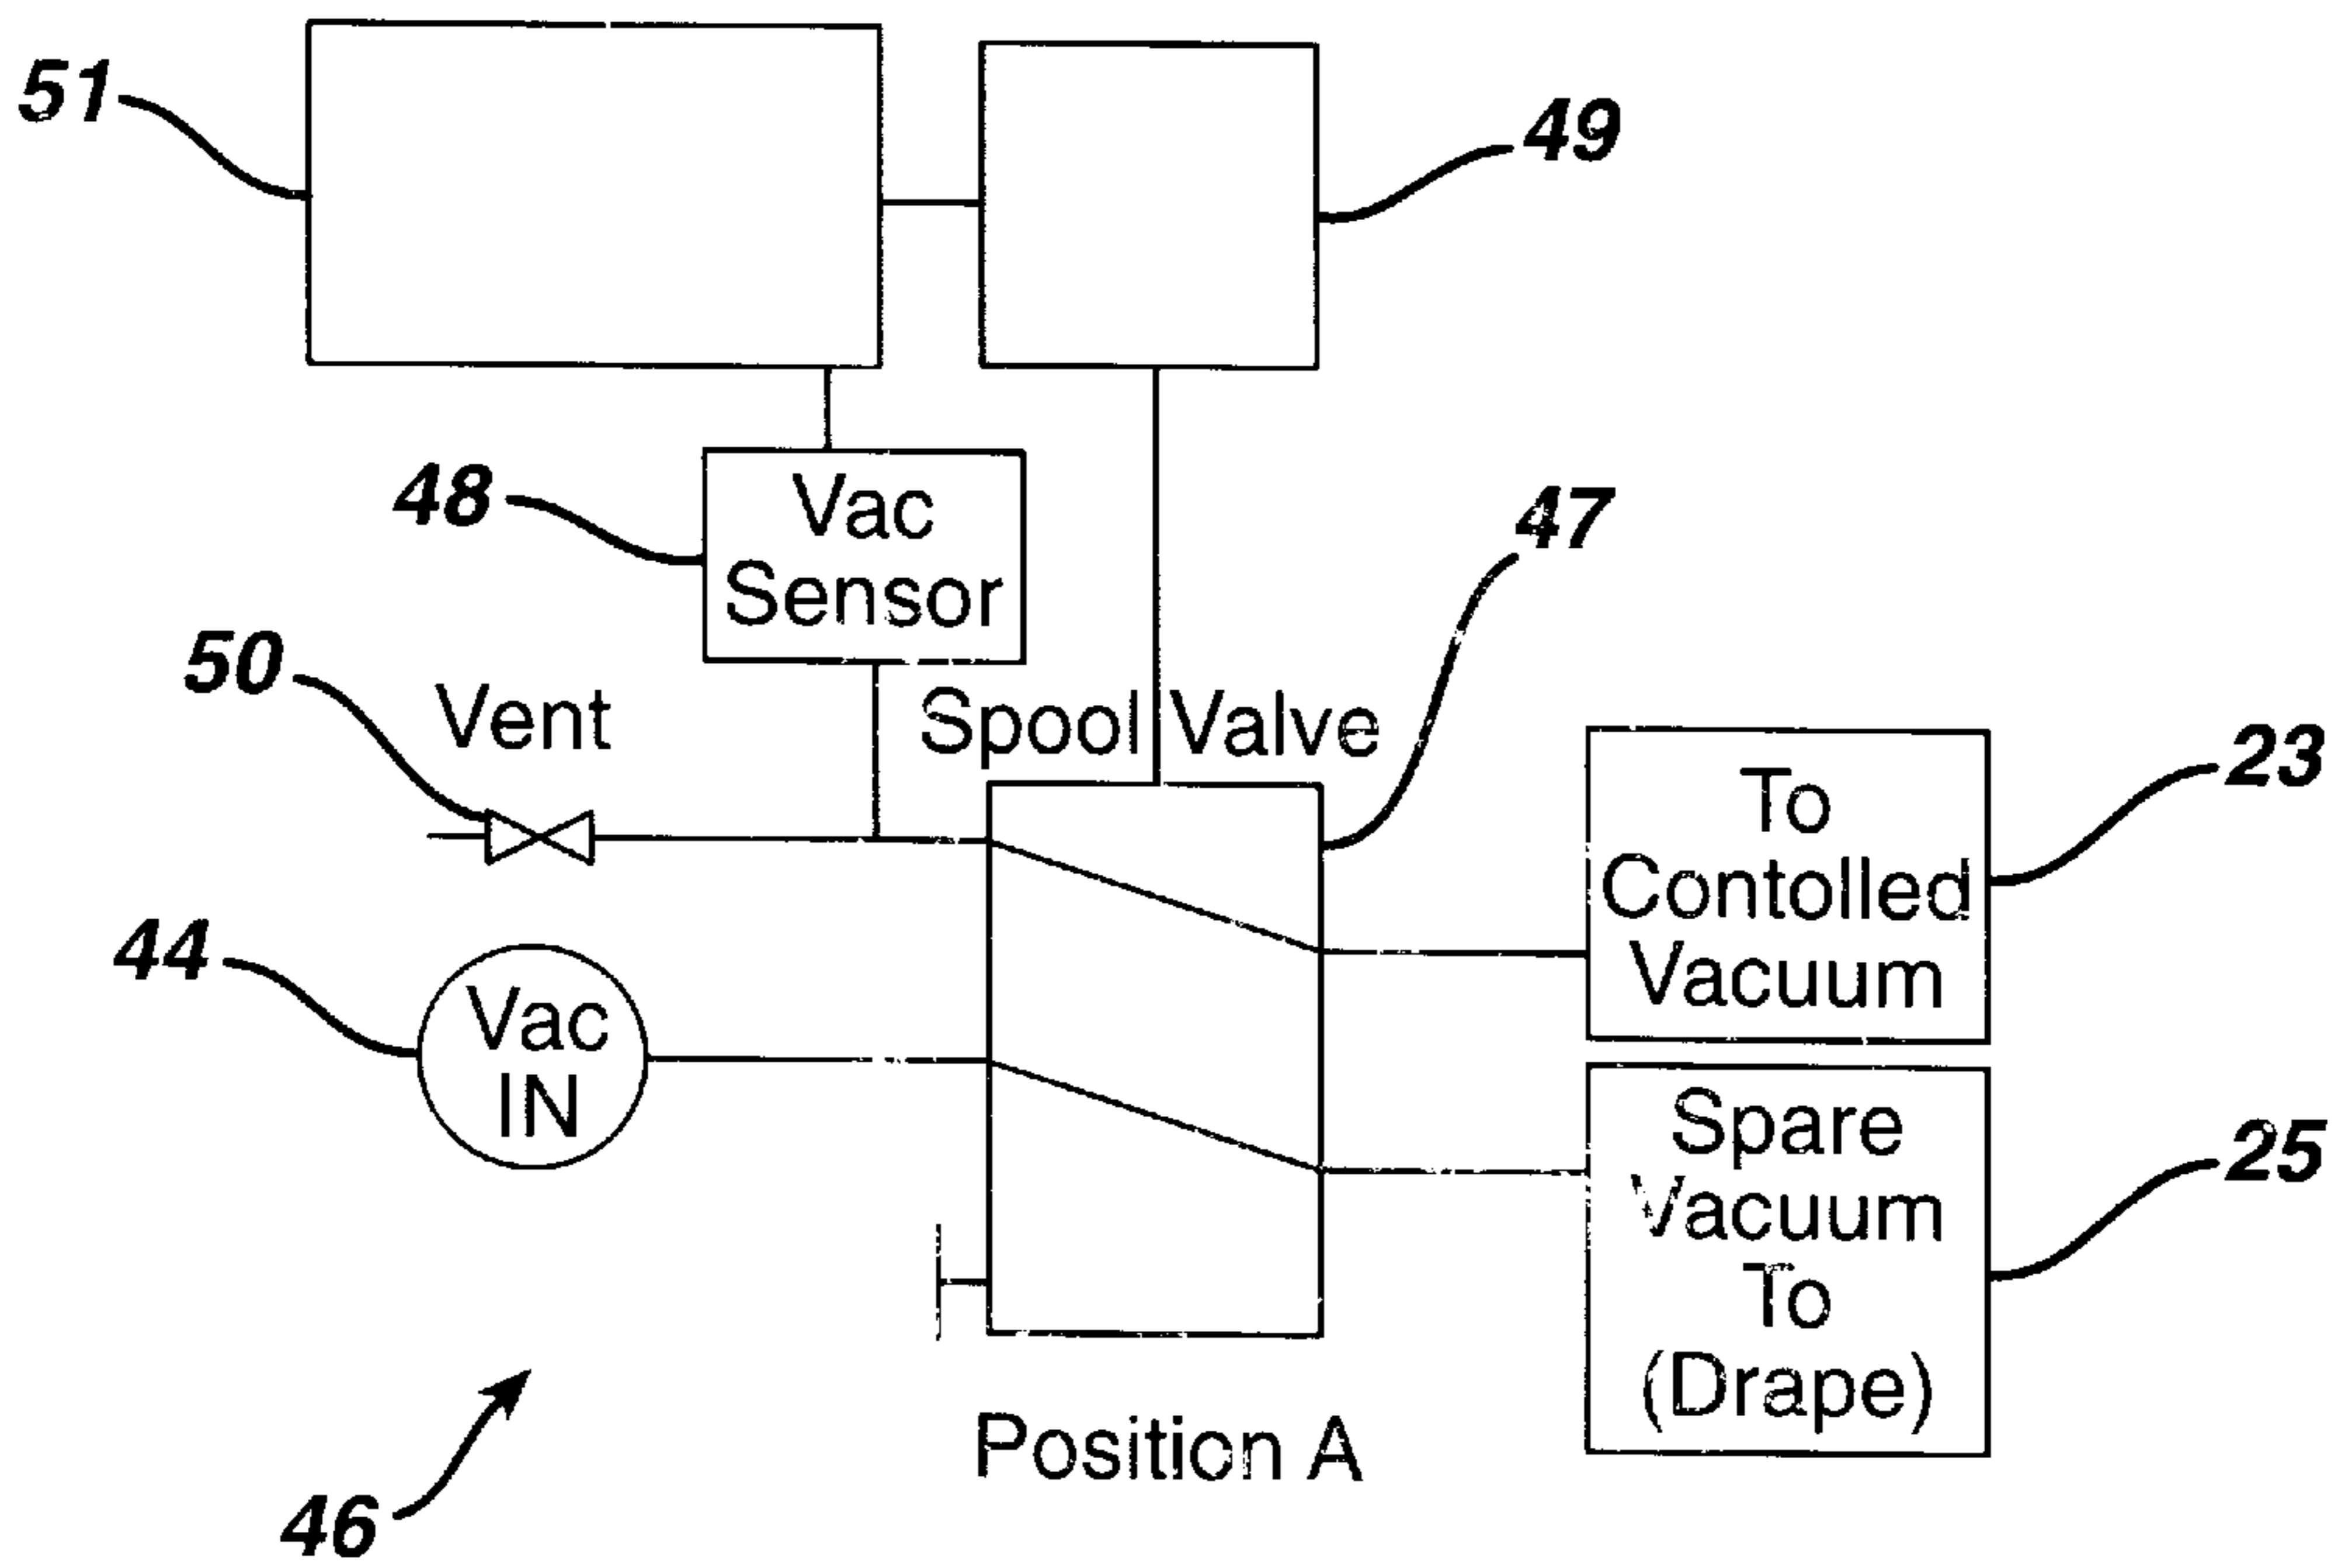 51
49
48
Vac
Sensor
47
50
Vent
Spool Valve
23
To
Contolled
Vacuum
44
Vac
IN
25
Spare
Vacuum
To
(Drape)
Position A
46